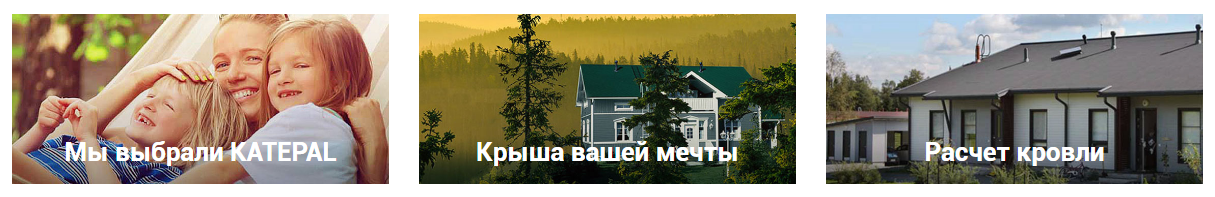 Мы выбрали KATEPAL
Крыша вашей мечты
Расчет кровли